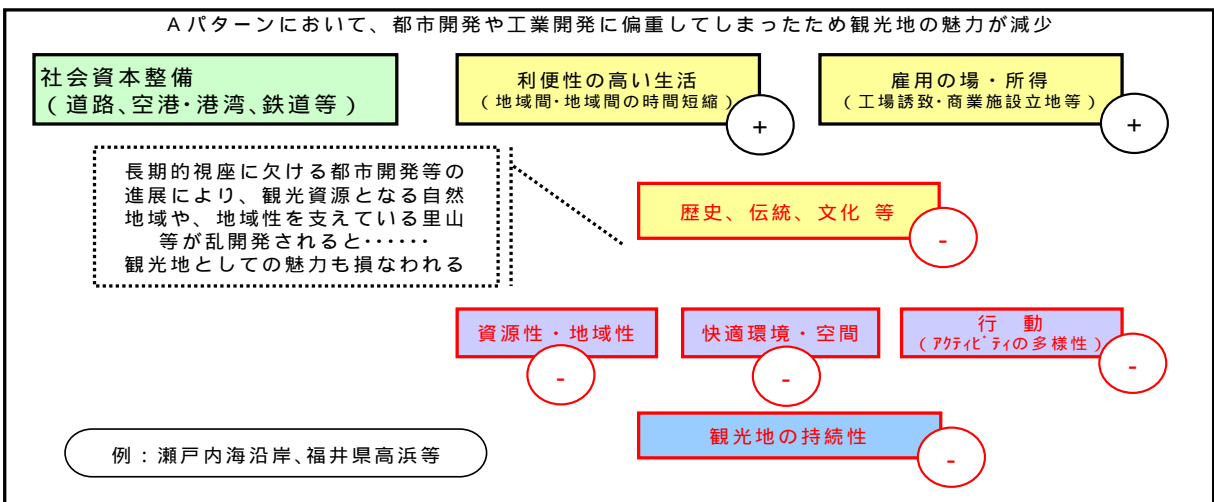 Aパターンにおいて、都市開発や工業開発に偏重してしまったため観光地の魅力が減少
社会資本整備
（道路、空港・港湾、鉄道等）
利便性の高い生活
（地域間・地域間の時間短縮）
+
雇用の場・所得
（工場誘致・商業施設立地等）
+
長期的視座に欠ける都市開発等の
進展により、観光資源となる自然
地域や、地域性を支えている里山
等が乱開発されると‥‥‥
観光地としての魅力も損なわれる
歴史、伝統、文化 等
-
資源性・地域性
-
快適環境・空間
-
行 動
（ｱｸﾃｨﾋﾞﾃｨの多様性）
-
観光地の持続性
-
例：瀬戸内海沿岸、福井県高浜等